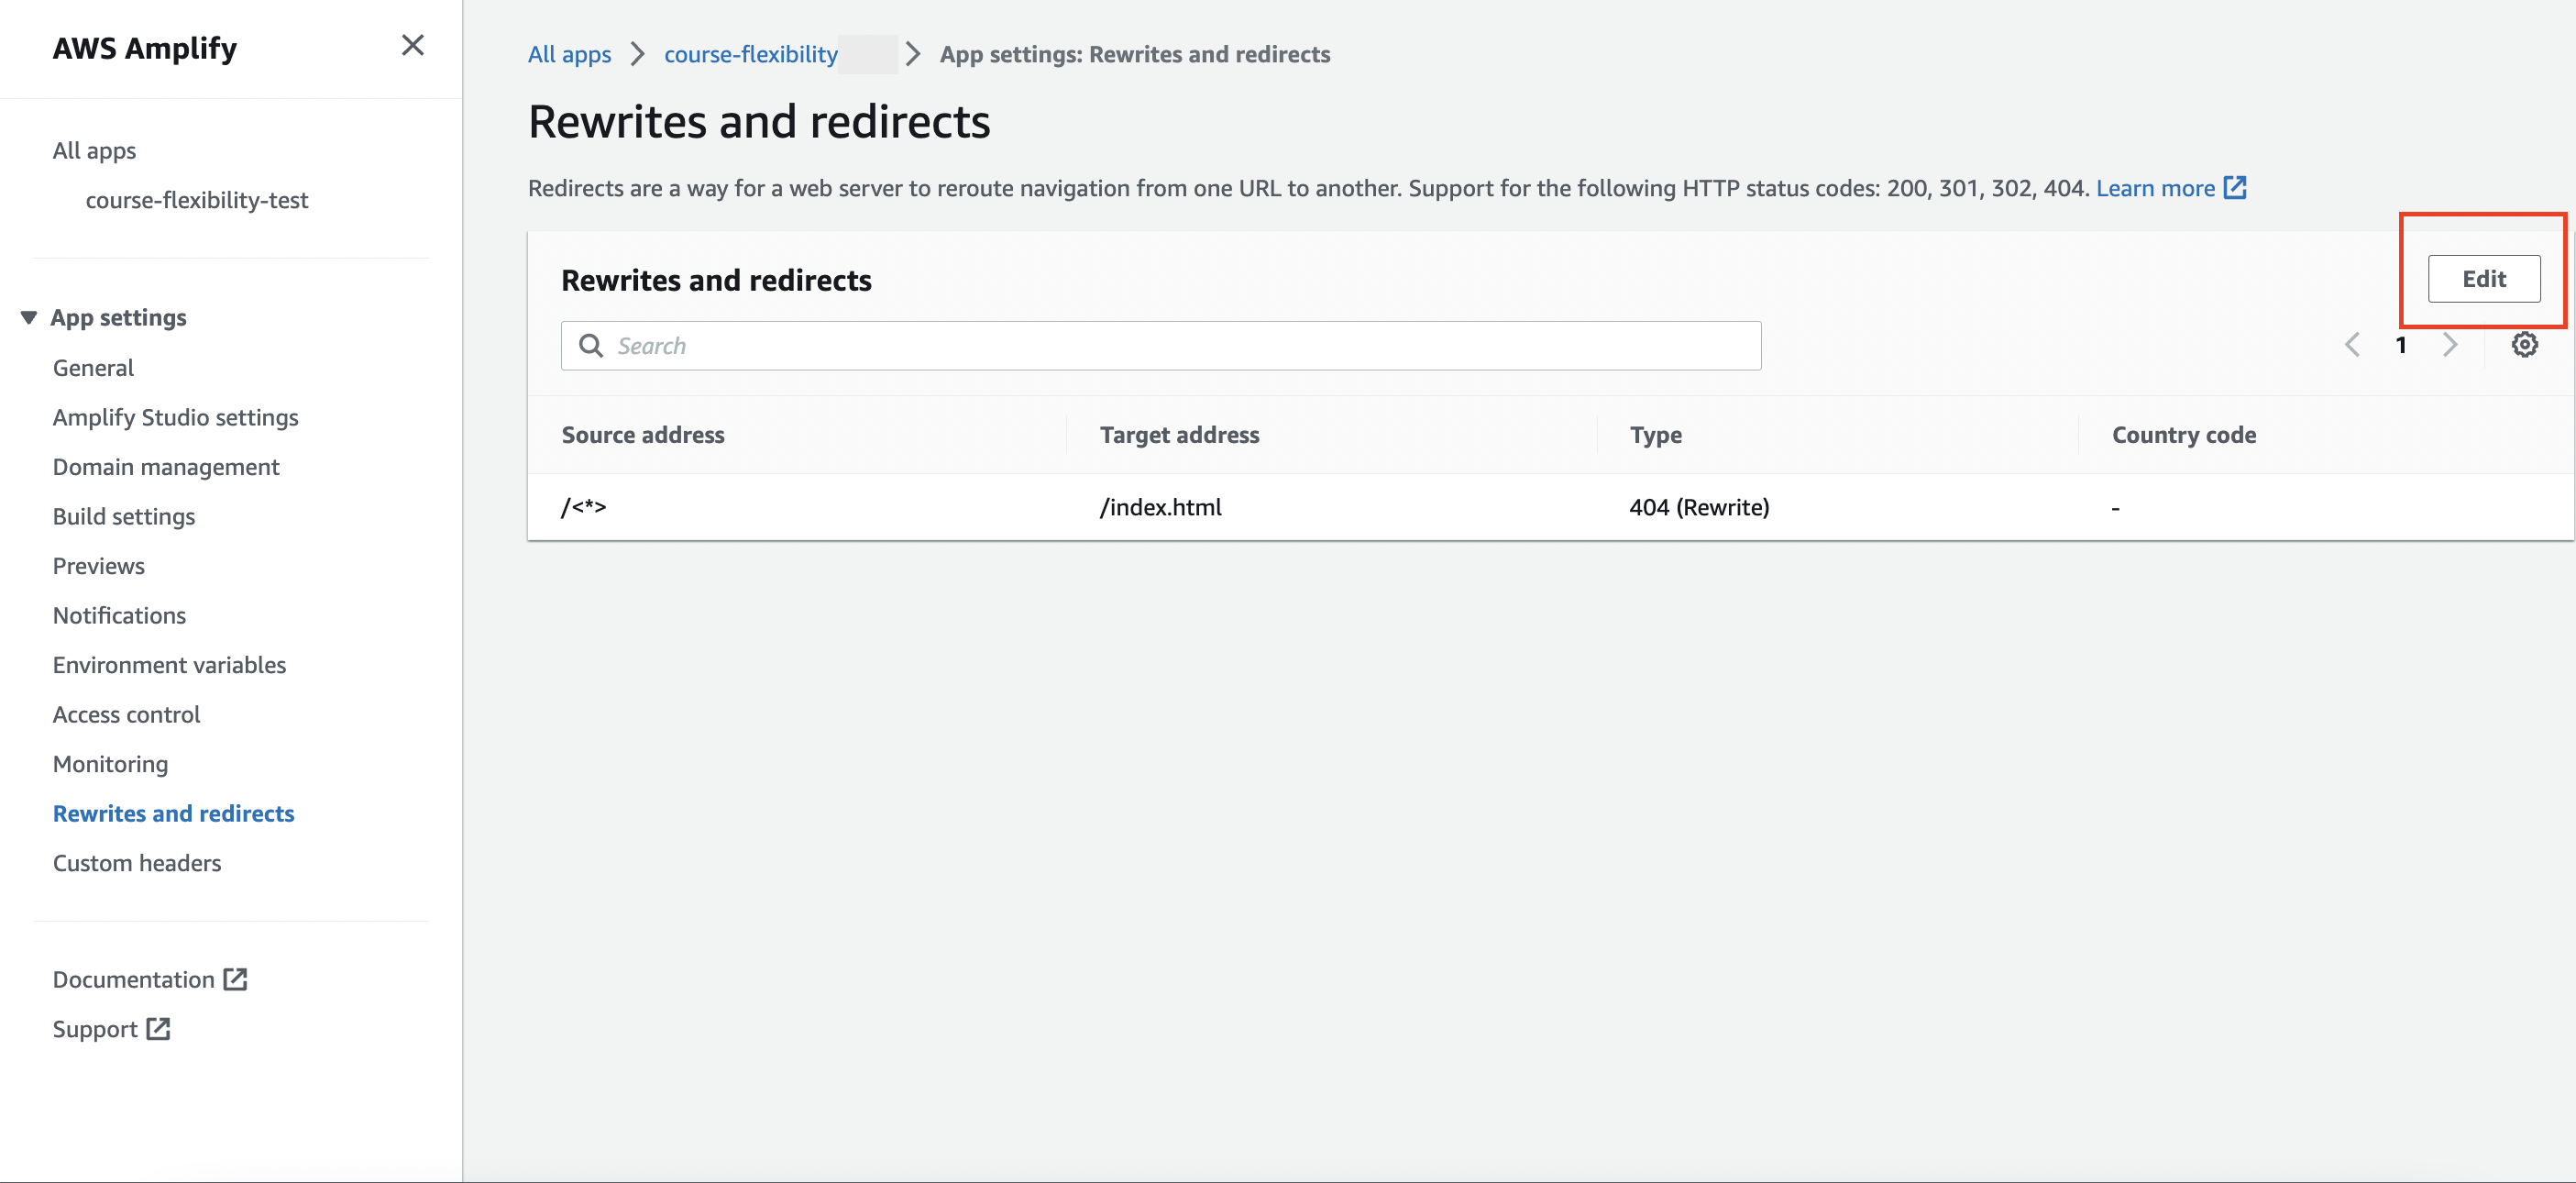 AWS Amplify
All apps
course-flexibility-test
App settings
General
Amplify Studio settings
Domain management
Build settings
Previews
Notifications
Environment variables
Access control
Monitoring
Rewrites and redirects
Custom headers
Documentation
Support
All apps > course-flexibility > App settings: Rewrites and redirects
Rewrites and redirects
Redirects are a way for a web server to reroute navigation from one URL to another. Support for the following HTTP status codes: 200, 301, 302, 404. Learn more
Rewrites and redirects
Edit
Search
1
Source address Target address Type Country code
/<*> /index.html 404 (Rewrite) -